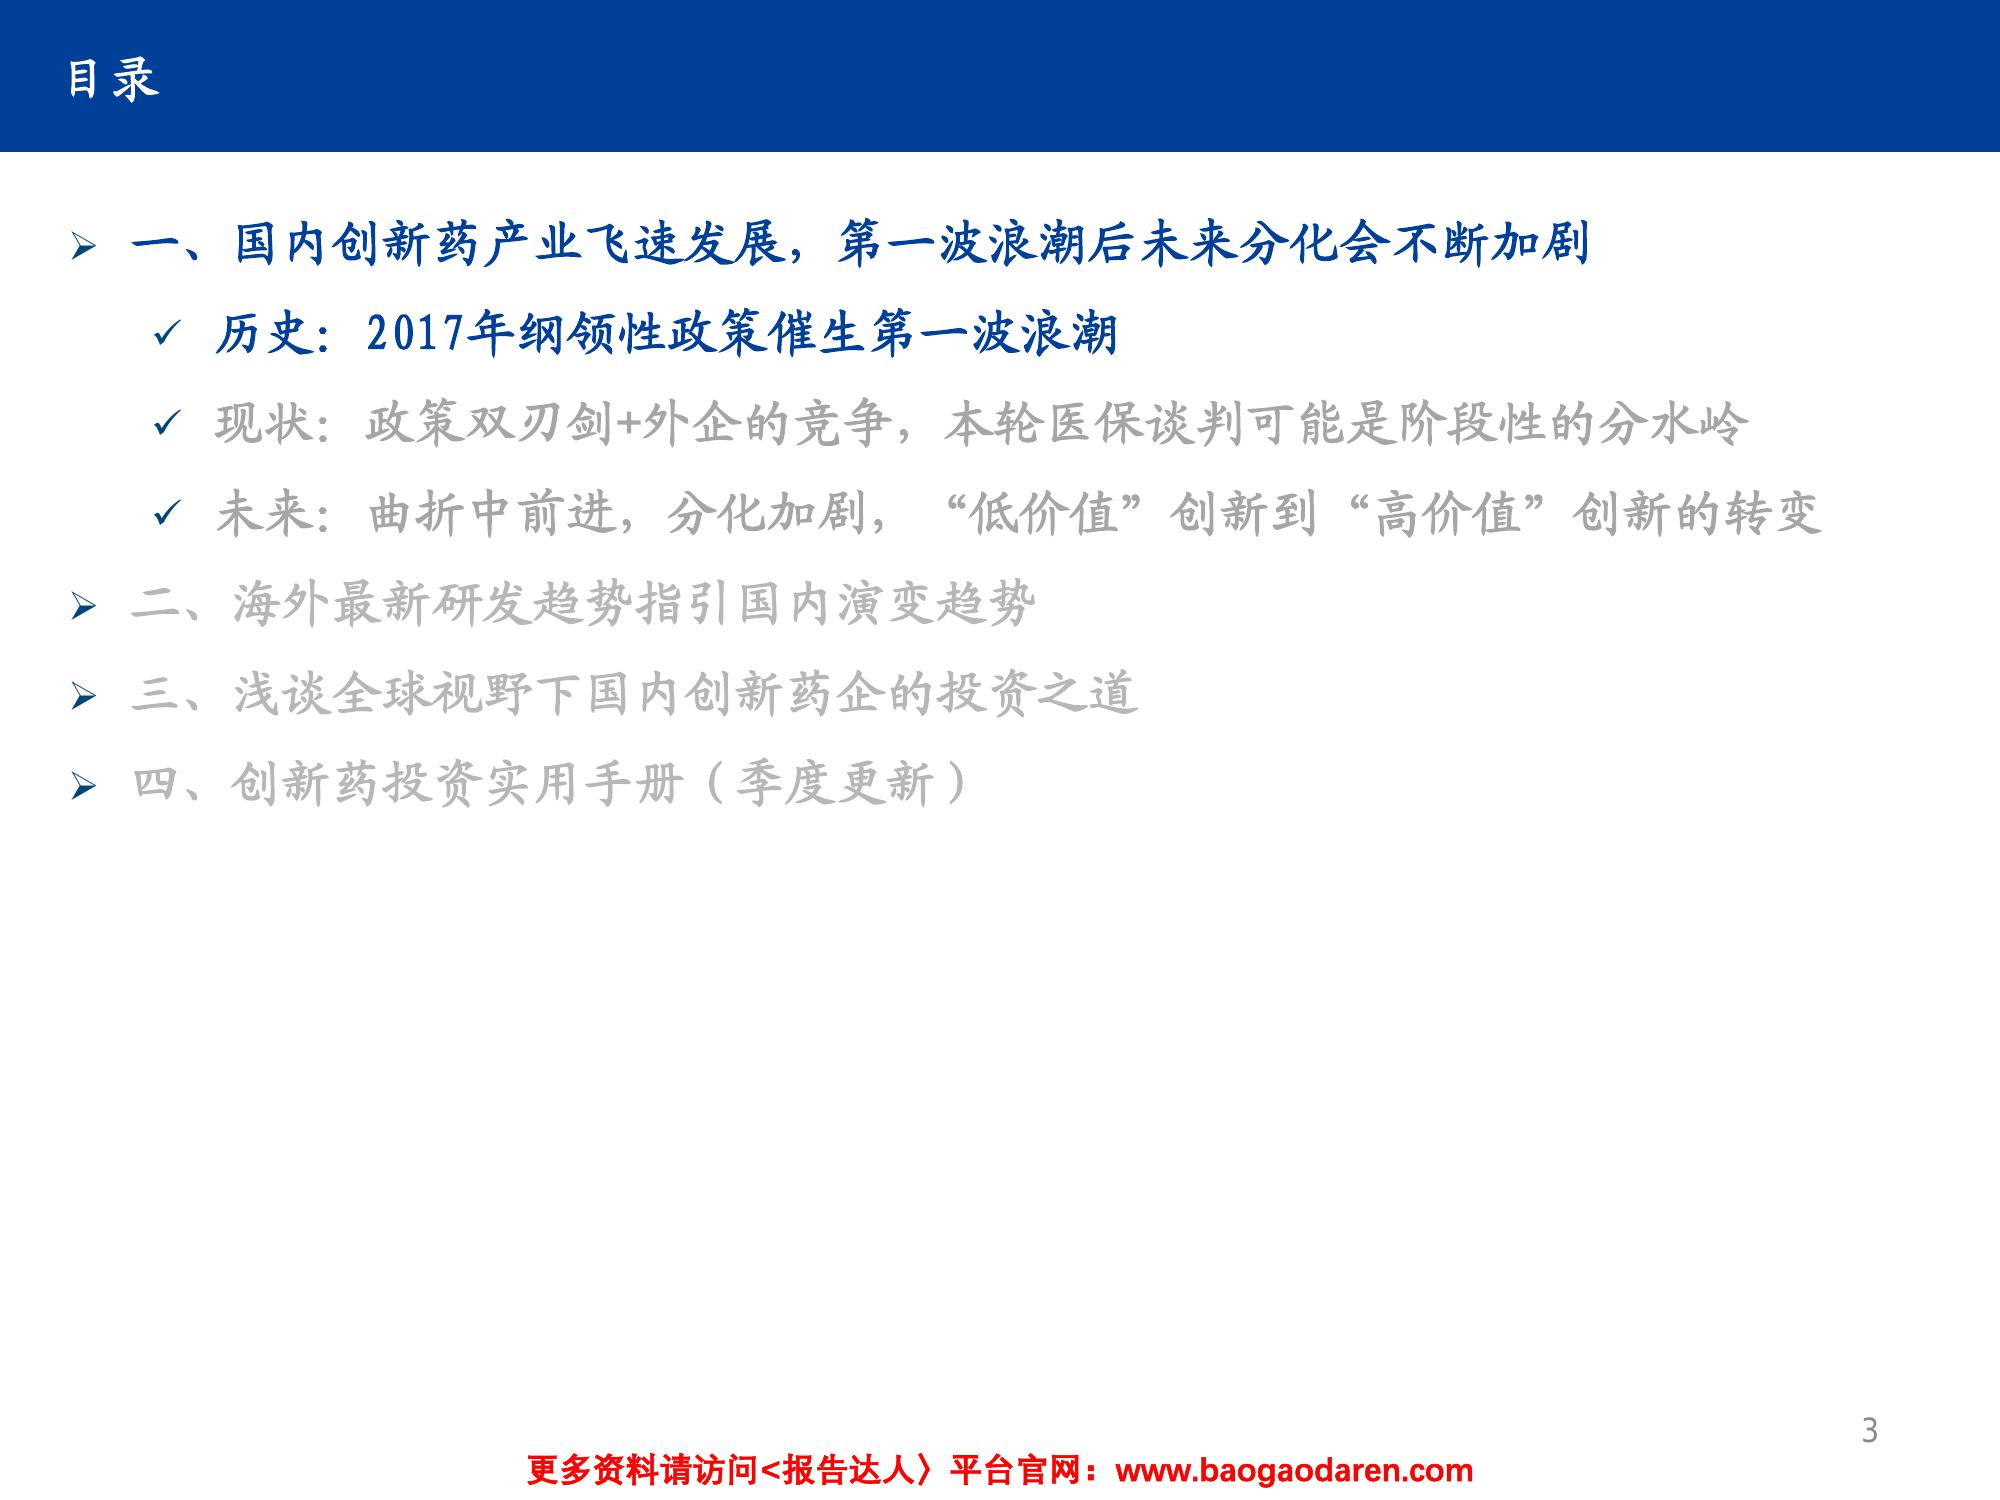 目录
一、国内创新药产业飞速发展，第一波浪潮后未来分化会不断加剧
历史：2017年纲领性政策催生第一波浪潮
现状：政策双刃剑+外企的竞争，本轮医保谈判可能是阶段性的分水岭
未来：曲折中前进，分化加剧，“低价值”创新到“高价值”创新的转变
二、海外最新研发趋势指引国内演变趋势
三、浅谈全球视野下国内创新药企的投资之道
四、创新药投资实用手册（季度更新）
3
更多资料请访问<报告达人〉平台官网：www.baogaodaren.com